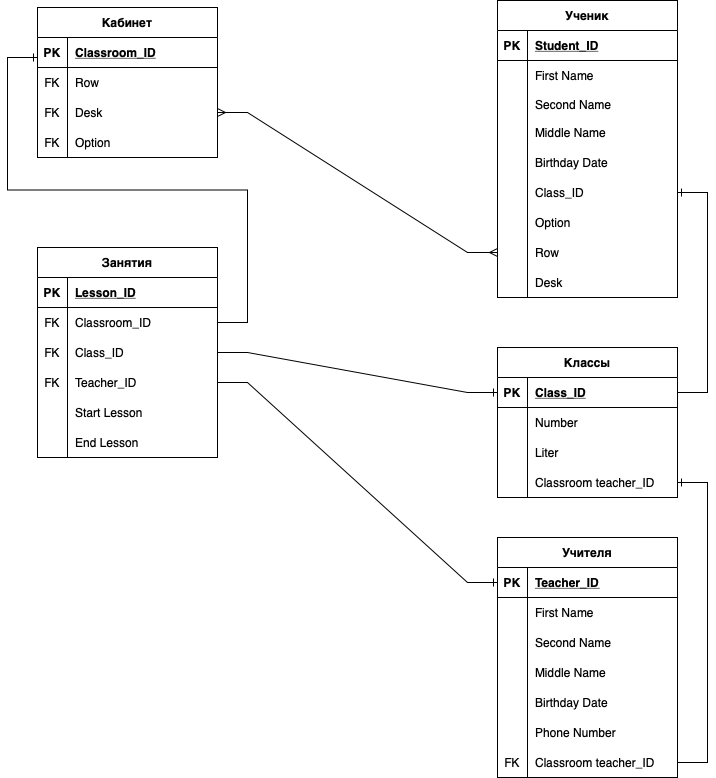 Кабинет
PK Classroom_ID
FK Row
FK Desk
FK Option
Ученик
PK Student_ID
First Name
Second Name
Middle Name
Birthday Date
Class_ID
Option
Row
Desk
Занятия
PK Lesson_ID
FK Classroom_ID
FK Class_ID
FK Teacher_ID
Start Lesson
End Lesson
Классы
PK Class_ID
Number
Liter
Classroom teacher_ID
Учителя
PK Teacher_ID
First Name
Second Name
Middle Name
Birthday Date
Phone Number
FK Classroom teacher_ID